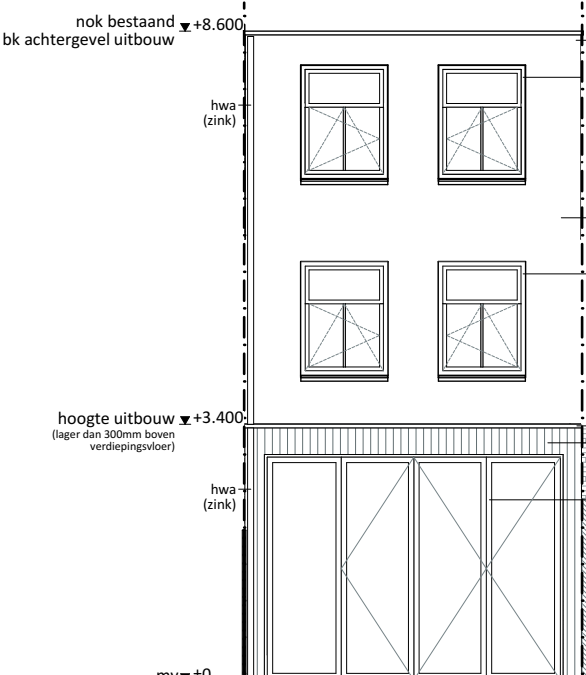 nok bestaand
bk achtergevel uitbouw
+8.600
hwa
(zink)
hoogte uitbouw
+3.400
(lager dan 300mm boven
verdiepingsvloer)
hwa
(zink)
mv ±0